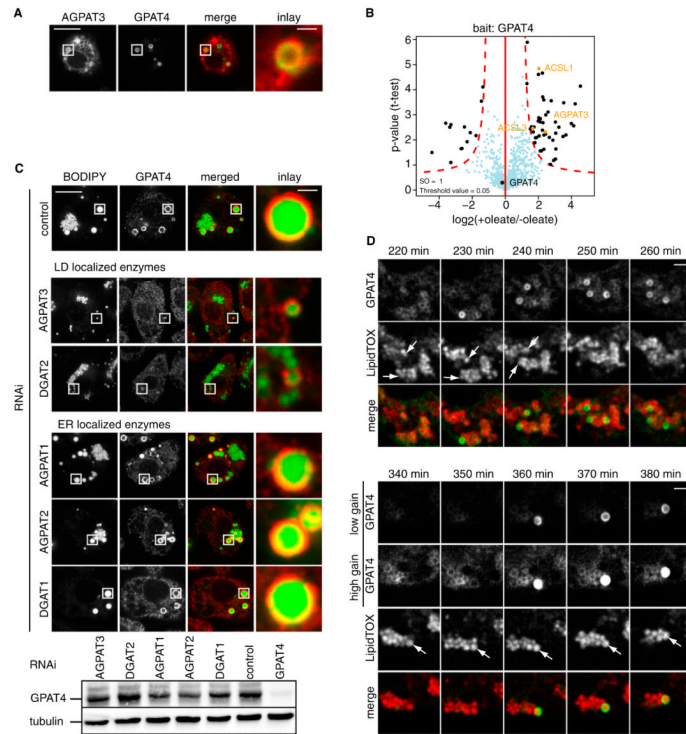 A
AGPAT3 GPAT4 merge inlay
B
bait: GPAT4
p-value (t-test)
6
5
4
3
2
1
0
ACSL1
AGPAT3
ACSL3
GPAT4
SO = 1
Threshold value = 0.05
−4 −2 0 2 4
log2(+oleate/-oleate)
C
BODIPY GPAT4 merged inlay
control
RNAi
LD localized enzymes
AGPAT3
DGAT2
ER localized enzymes
AGPAT1
AGPAT2
DGAT1
RNAi
AGPAT3 DGAT2 AGPAT1 AGPAT2 DGAT1 control GPAT4
GPAT4
tubulin
D
220 min 230 min 240 min 250 min 260 min
GPAT4
LipidTOX
merge
340 min 350 min 360 min 370 min 380 min
low gain
GPAT4
high gain
GPAT4
LipidTOX
merge